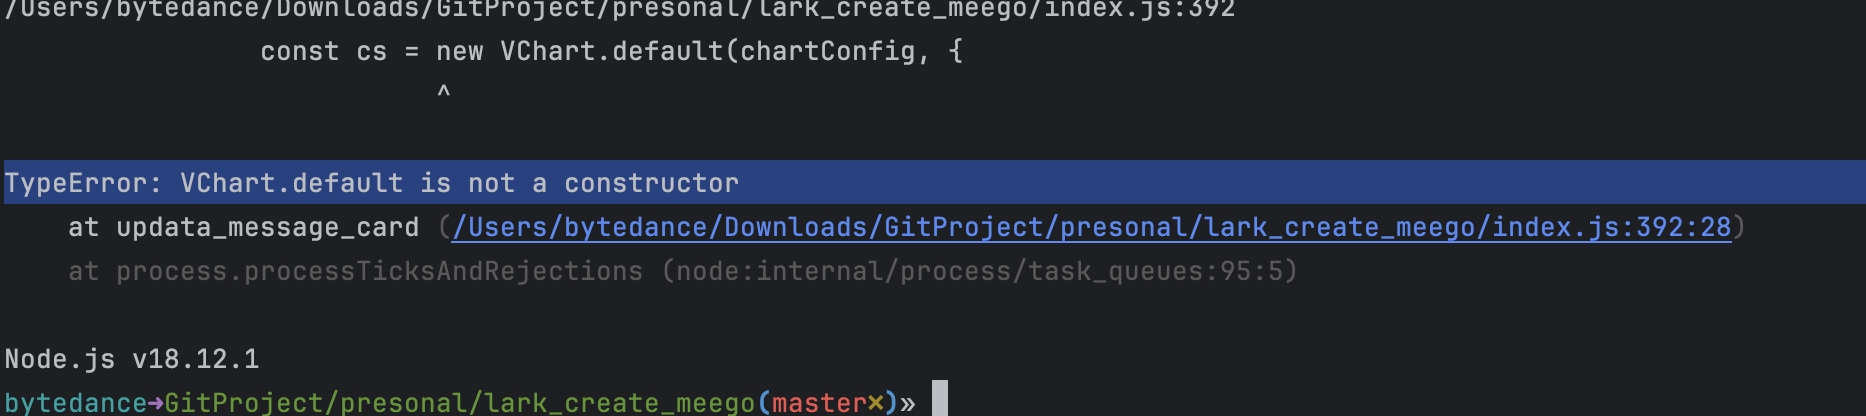 /Users/bytedance/Downloads/GitProject/presonal/lark_create_meego/index.js:392
const cs = new VChart.default(chartConfig, {
^
TypeError: VChart.default is not a constructor
at updata_message_card (/Users/bytedance/Downloads/GitProject/presonal/lark_create_meego/index.js:392:28)
at process.processTicksAndRejections (node:internal/process/task_queues:95:5)
Node.js v18.12.1
bytedance→GitProject/presonal/lark_create_meego(master×)»